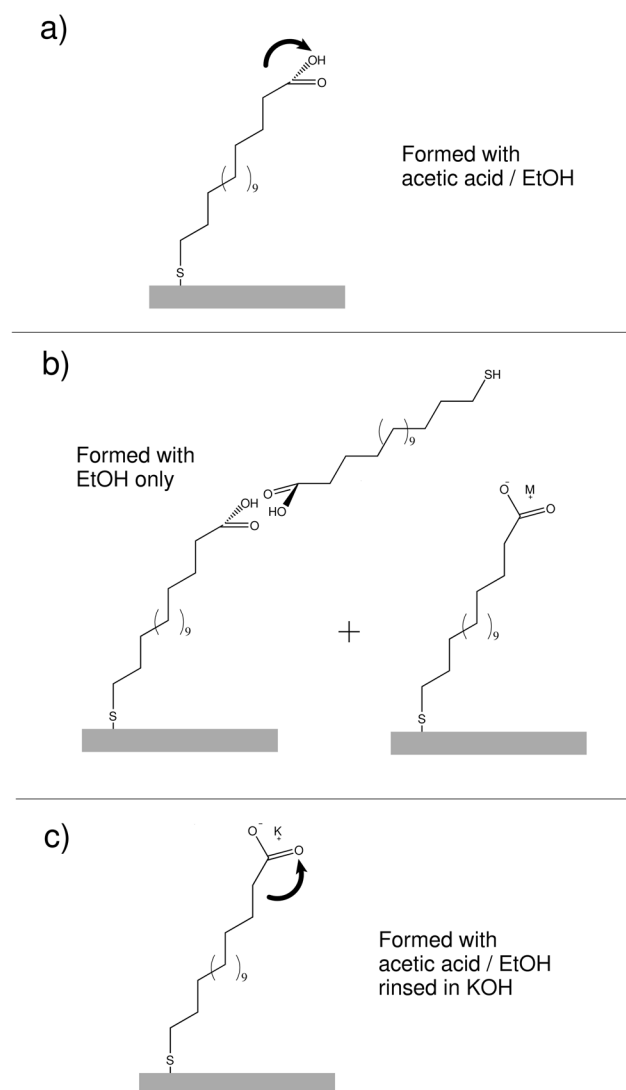 a)
OH
O
Formed with
acetic acid / EtOH
( )9
S
b)
SH
Formed with
EtOH only
( )9
O
HO
OH
O
O- M+
O
( )9
+
( )9
S
S
c)
O- K+
O
Formed with
acetic acid / EtOH
rinsed in KOH
( )9
S